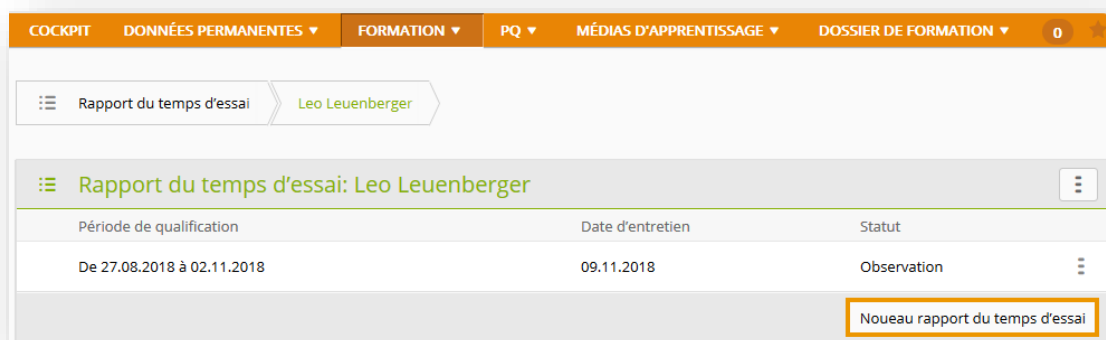 COCKPIT DONNÉES PERMANENTES ▼ FORMATION ▼ PQ ▼ MÉDIAS D'APPRENTISSAGE ▼ DOSSIER DE FORMATION ▼ 0
Rapport du temps d'essai Leo Leuenberger
Rapport du temps d'essai: Leo Leuenberger
Période de qualification Date d'entretien Statut
De 27.08.2018 à 02.11.2018 09.11.2018 Observation
Noueau rapport du temps d'essai